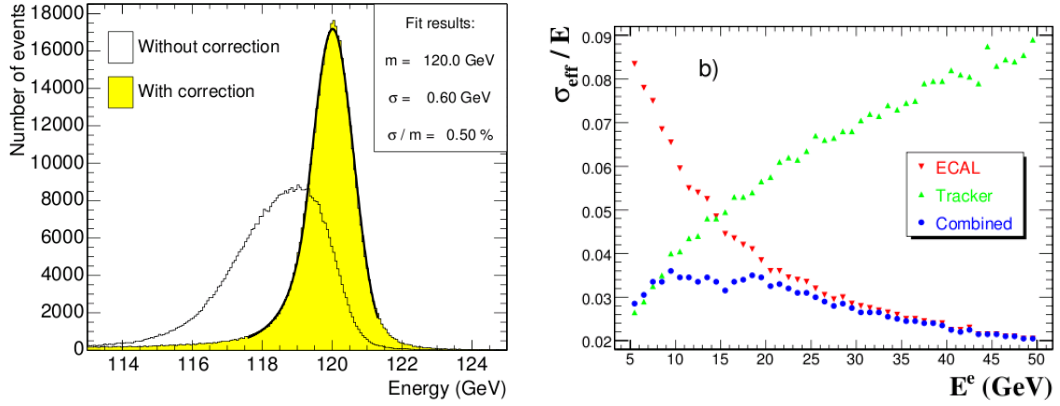 Number of events
18000
16000
14000
12000
10000
8000
6000
4000
2000
0
Without correction
With correction
Fit results:
m = 120.0 GeV
σ = 0.60 GeV
σ / m = 0.50 %
114 116 118 120 122 124
Energy (GeV)
σeff / E
0.09
0.08
0.07
0.06
0.05
0.04
0.03
0.02
b)
ECAL
Tracker
Combined
5 10 15 20 25 30 35 40 45 50
E^e (GeV)